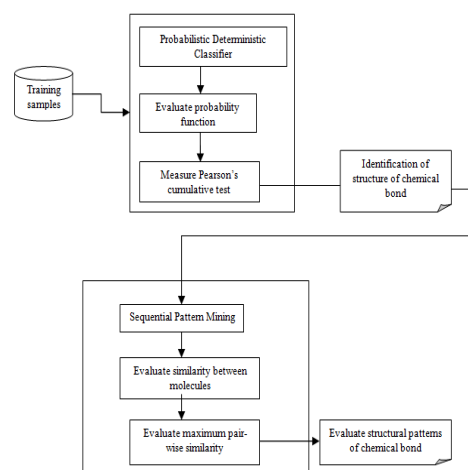 Probabilistic Deterministic
Classifier
Training
samples
Evaluate probability
function
Measure Pearson's
cumulative test
Identification of
structure of chemical
bond
Sequential Pattern Mining
Evaluate similarity between
molecules
Evaluate maximum pair-
wise similarity
Evaluate structural patterns
of chemical bond